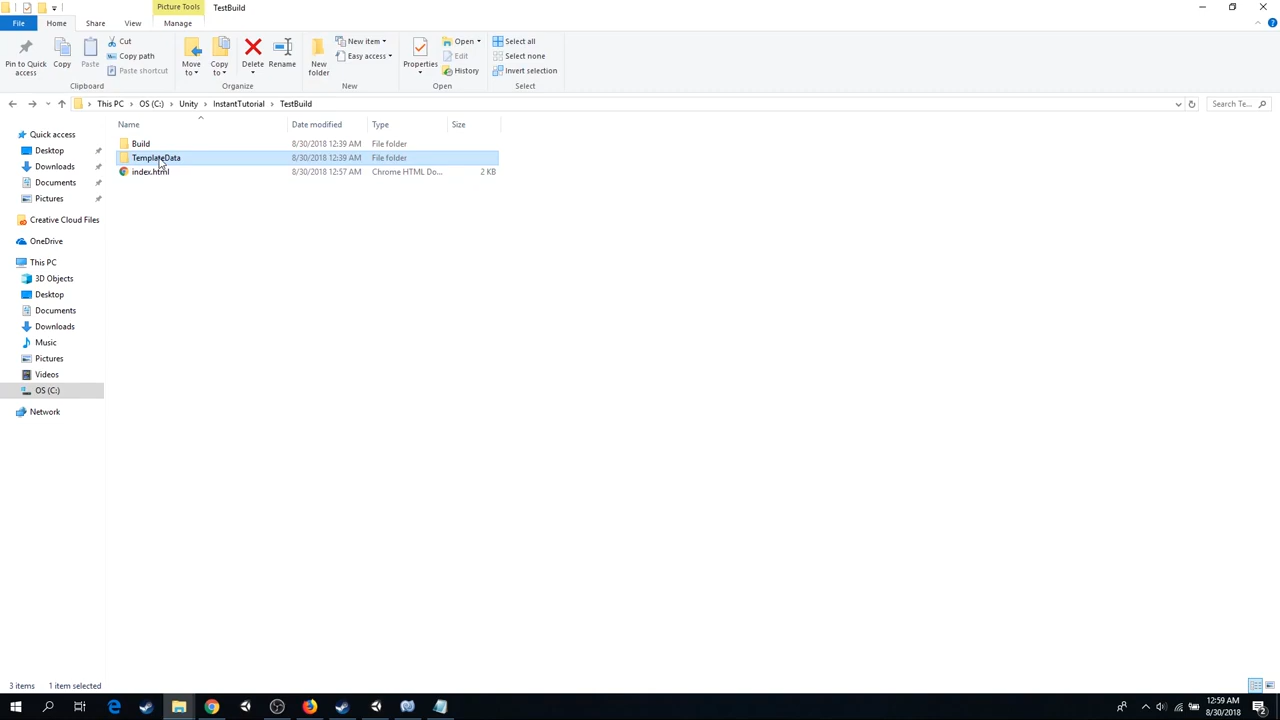 Picture Tools
TestBuild
File
Home
Share
View
Manage
Pin to Quick access
Copy
Paste
Cut
Copy path
Paste shortcut
Clipboard
Move to
Copy to
Delete
Rename
Organize
New folder
New item
Easy access
New
Properties
Open
Edit
History
Open
Select all
Select none
Invert selection
Select
This PC > OS (C:) > Unity > InstantTutorial > TestBuild
Search Te...
Name
Date modified
Type
Size
Build 8/30/2018 12:39 AM File folder
TemplateData 8/30/2018 12:39 AM File folder
index.html 8/30/2018 12:57 AM Chrome HTML Do... 2 KB
Quick access
Desktop
Downloads
Documents
Pictures
Creative Cloud Files
OneDrive
This PC
3D Objects
Desktop
Documents
Downloads
Music
Pictures
Videos
OS (C:)
Network
3 items
1 item selected
12:59 AM
8/30/2018
2